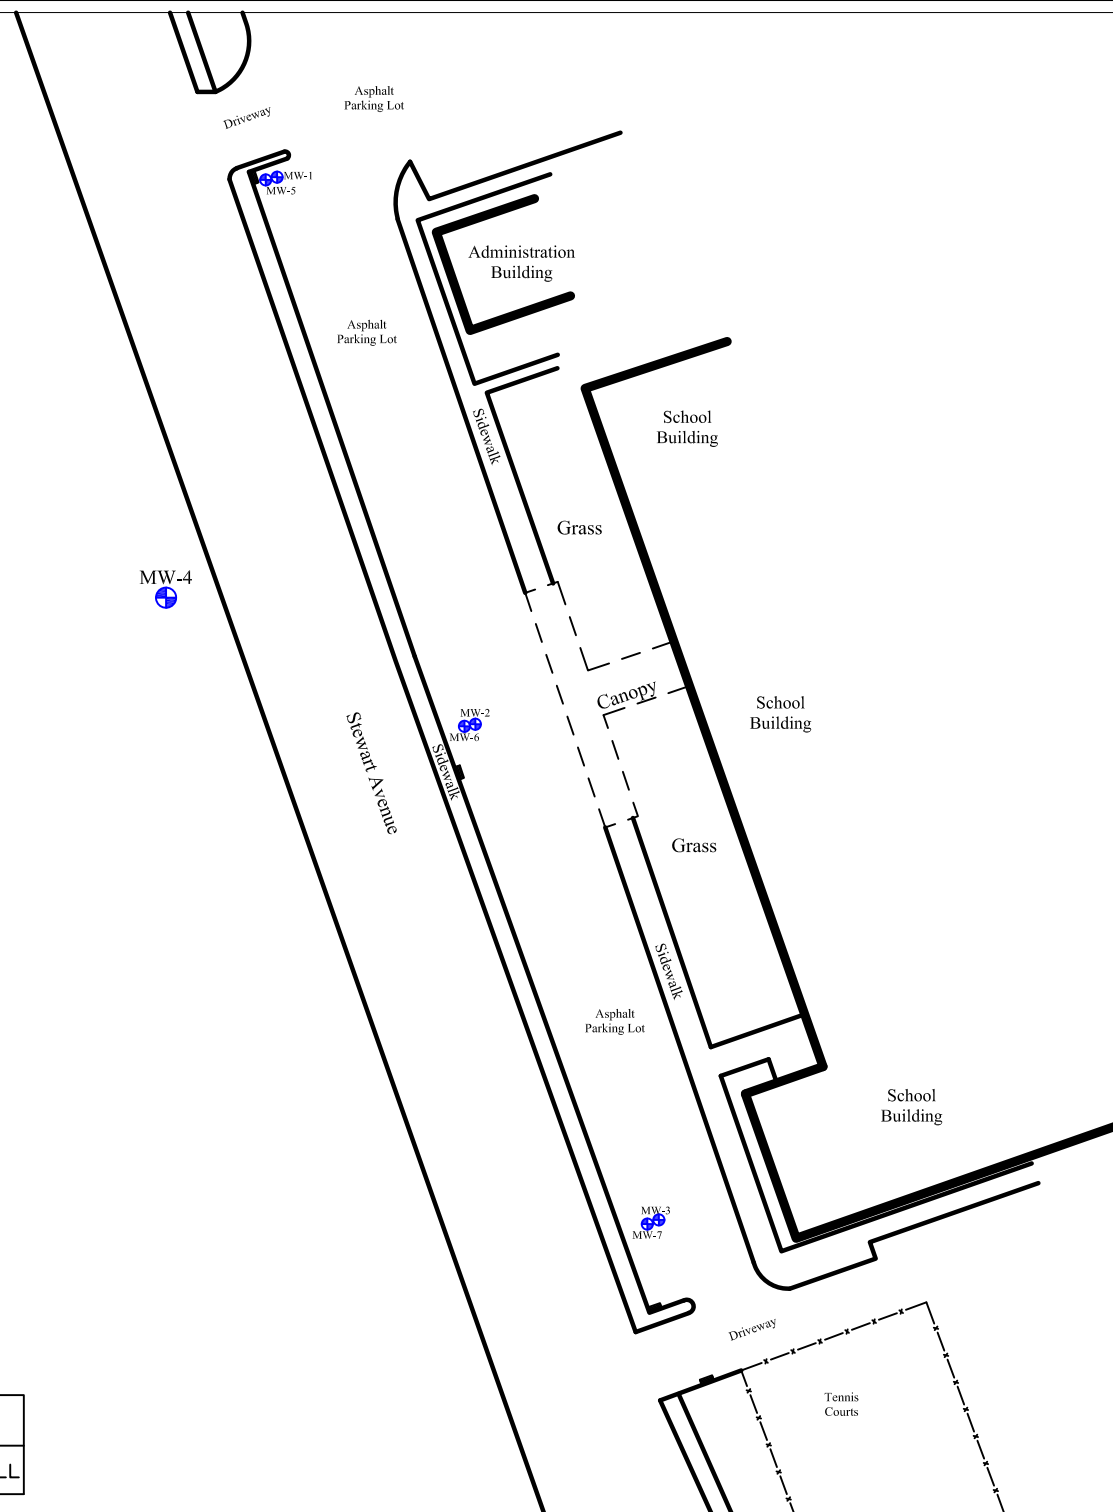 Asphalt
Parking Lot
Driveway
MW-1
MW-5
Administration
Building
Asphalt
Parking Lot
Sidewalk
School
Building
Grass
MW-4
Canopy
School
Building
MW-2
MW-6
Stewart Avenue
Sidewalk
Grass
Sidewalk
Asphalt
Parking Lot
School
Building
MW-3
MW-7
Driveway
Tennis
Courts